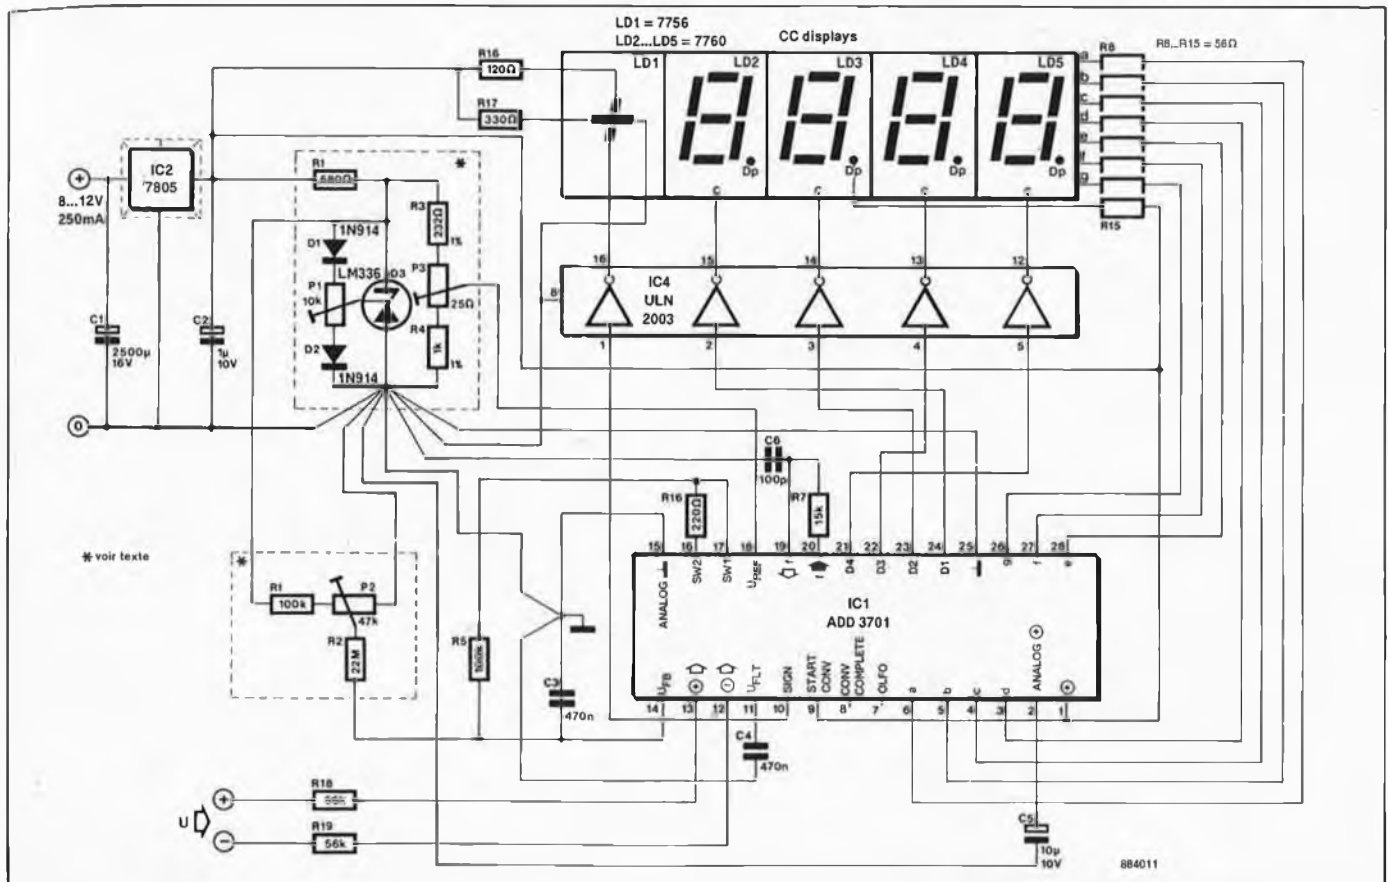 LD1 = 7756
LD2...LD5 = 7760
CC displays
R8...R15 = 56Ω
R16
120Ω
R17
330Ω
LD1
LD2
LD3
LD4
LD5
Dp
Dp
Dp
Dp
a
b
c
d
e
f
g
R8
R15
c
c
c
c
IC2
7805
+
8...12V
250mA
0
C1
2500µ
16V
C2
1µ
10V
*
R1
680Ω
1N914
D1
LM336
D3
P1
10k
D2
1N914
R3
232Ω
1%
P3
25Ω
R4
1k
1%
16
15
14
13
12
8
IC4
ULN
2003
1
2
3
4
5
* voir texte
*
R1
100k
P2
47k
R2
22M
R5
100k
C3
470n
C6
100p
R7
15k
R16
220Ω
15
16
17
18
19
20
21
22
23
24
25
26
27
28
ANALOG ⊥
SW2
SW1
UREF
f
f
D4
D3
D2
D1
⊥
g
f
e
IC1
ADD 3701
UFB
+
−
UFLT
SIGN
START
CONV
CONV
COMPLETE
OLFO
a
b
c
d
ANALOG +
+
14
13
12
11
10
9
8
7
6
5
4
3
2
1
C4
470n
U
+
−
R18
56k
R19
56k
C5
10µ
10V
884011